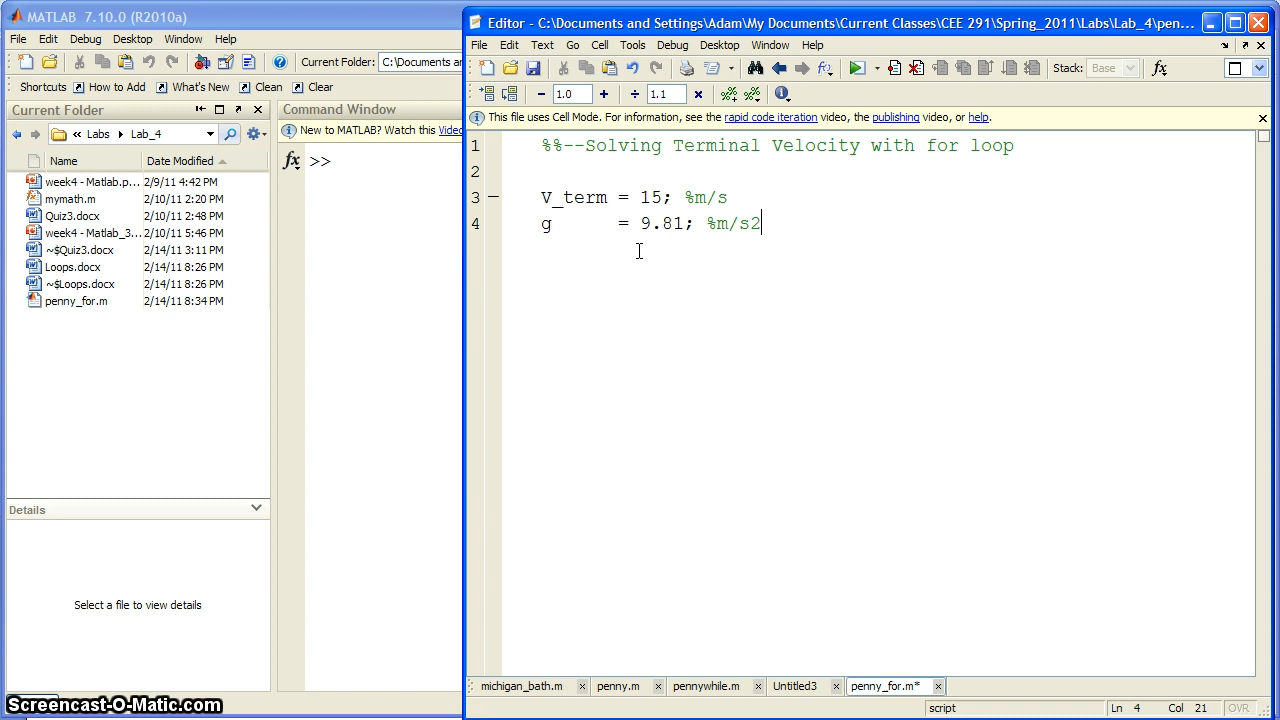 MATLAB 7.10.0 (R2010a)
File Edit Debug Desktop Window Help
Current Folder: C:\Documents ar
Shortcuts How to Add What's New Clean Clear
Current Folder
« Labs Lab_4
Name Date Modified
week4 - Matlab.p... 2/9/11 4:42 PM
mymath.m 2/10/11 2:20 PM
Quiz3.docx 2/10/11 2:48 PM
week4 - Matlab_3... 2/10/11 5:46 PM
~$Quiz3.docx 2/14/11 3:11 PM
Loops.docx 2/14/11 8:26 PM
~$Loops.docx 2/14/11 8:26 PM
penny_for.m 2/14/11 8:34 PM
Details
Select a file to view details
Command Window
New to MATLAB? Watch this Video
fx >>
Editor - C:\Documents and Settings\Adam\My Documents\Current Classes\CEE 291\Spring_2011\Labs\Lab_4\pen...
File Edit Text Go Cell Tools Debug Desktop Window Help
Stack: Base fx
− 1.0 + ÷ 1.1 ×
This file uses Cell Mode. For information, see the rapid code iteration video, the publishing video, or help.
1 %%--Solving Terminal Velocity with for loop
2
3 − V_term = 15; %m/s
4 g = 9.81; %m/s2
michigan_bath.m penny.m pennywhile.m Untitled3 penny_for.m*
script Ln 4 Col 21 OVR
Screencast-O-Matic.com